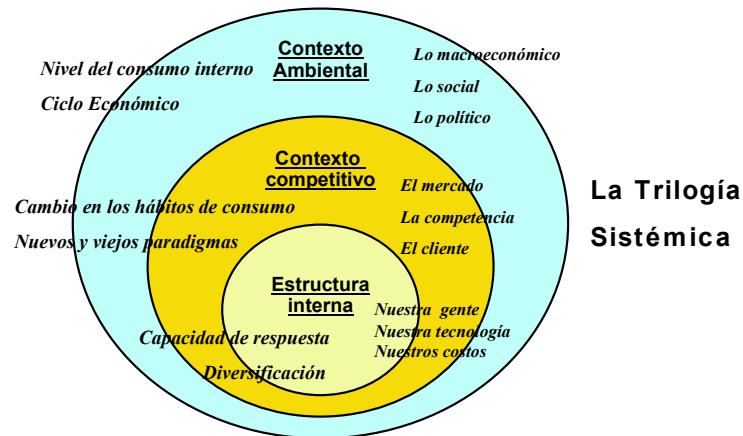 Contexto
Ambiental
Nivel del consumo interno
Ciclo Económico
Lo macroeconómico
Lo social
Lo político
Contexto
competitivo
Cambio en los hábitos de consumo
Nuevos y viejos paradigmas
El mercado
La competencia
El cliente
Estructura
interna
Capacidad de respuesta
Diversificación
Nuestra gente
Nuestra tecnología
Nuestros costos
La Trilogía
Sistémica